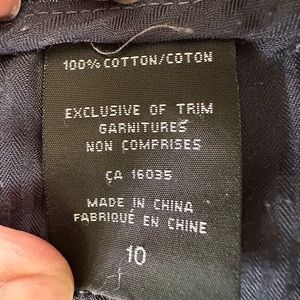 100% COTTON/COTON
EXCLUSIVE OF TRIM
GARNITURES
NON COMPRISES
CA 16035
MADE IN CHINA
FABRIQUÉ EN CHINE
10